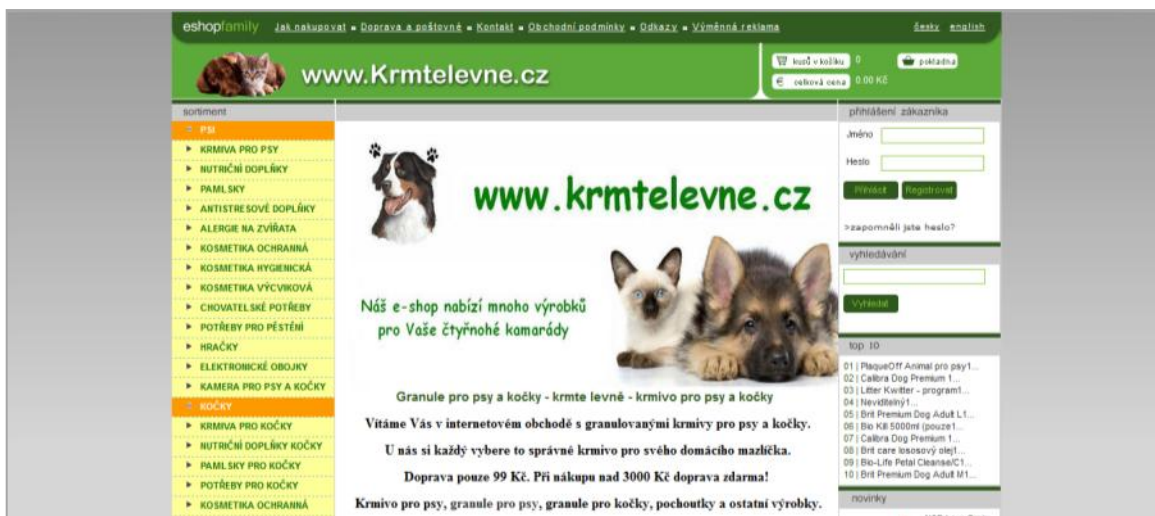 eshopfamily Jak nakupovat Doprava a poštovné Kontakt Obchodní podmínky Odkazy Výměnná reklama česky english
www.Krmtelevne.cz
kusů v košíku 0 pokladna
€ celková cena 0.00 Kč
sortiment
PSI
KRMIVA PRO PSY
NUTRIČNÍ DOPLŇKY
PAMLSKY
ANTISTRESOVÉ DOPLŇKY
ALERGIE NA ZVÍŘATA
KOSMETIKA OCHRANNÁ
KOSMETIKA HYGIENICKÁ
KOSMETIKA VÝCVIKOVÁ
CHOVATELSKÉ POTŘEBY
POTŘEBY PRO PĚSTĚNÍ
HRAČKY
ELEKTRONICKÉ OBOJKY
KAMERA PRO PSY A KOČKY
KOČKY
KRMIVA PRO KOČKY
NUTRIČNÍ DOPLŇKY KOČKY
PAMLSKY PRO KOČKY
POTŘEBY PRO KOČKY
KOSMETIKA OCHRANNÁ
www.krmtelevne.cz
Náš e-shop nabízí mnoho výrobků
pro Vaše čtyřnohé kamarády
Granule pro psy a kočky - krmte levně - krmivo pro psy a kočky
Vítáme Vás v internetovém obchodě s granulovanými krmivy pro psy a kočky.
U nás si každý vybere to správné krmivo pro svého domácího mazlíčka.
Doprava pouze 99 Kč. Při nákupu nad 3000 Kč doprava zdarma!
Krmivo pro psy, granule pro psy, granule pro kočky, pochoutky a ostatní výrobky.
přihlášení zákazníka
Jméno
Heslo
Přihlásit Registrovat
>zapomněli jste heslo?
vyhledávání
Vyhledat
top 10
01 | PlaqueOff Animal pro psy1...
02 | Calibra Dog Premium 1...
03 | Litter Kwitter - program1...
04 | Neviditelný1...
05 | Brit Premium Dog Adult L1...
06 | Bio Kill 5000ml (pouze1...
07 | Calibra Dog Premium 1...
08 | Brit care lososový olej1...
09 | Bio-Life Petal Cleanse/C1...
10 | Brit Premium Dog Adult M1...
novinky